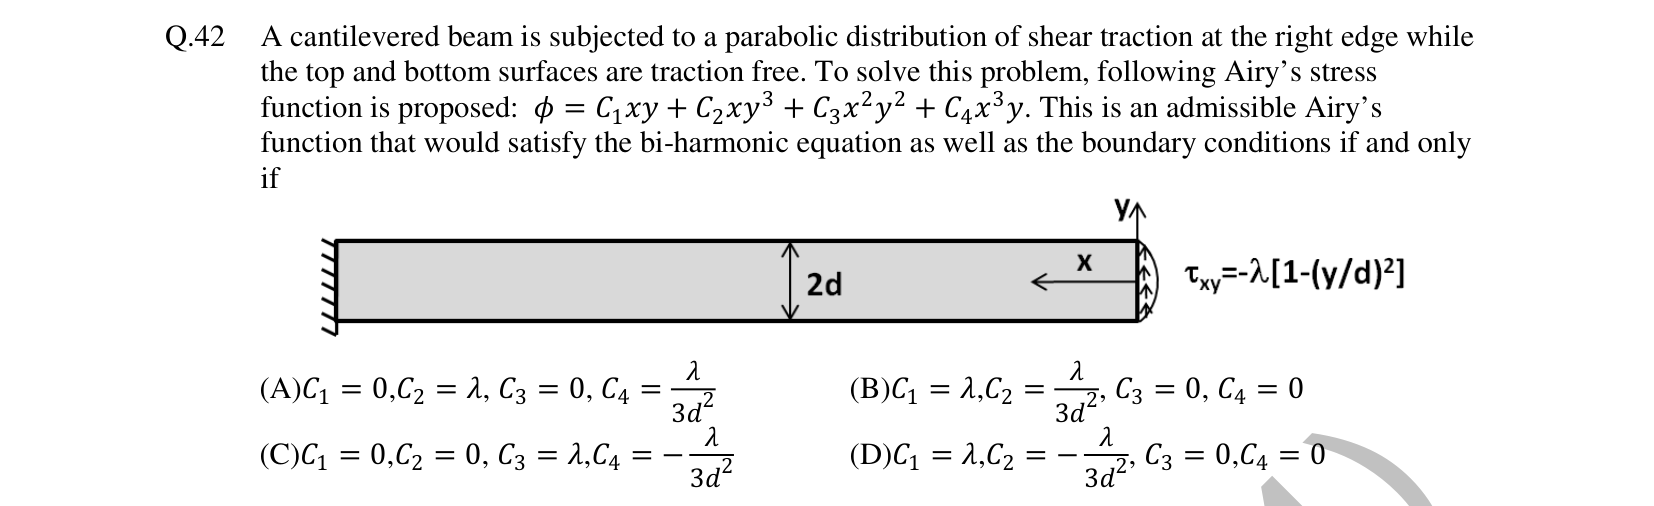 Q.42 A cantilevered beam is subjected to a parabolic distribution of shear traction at the right edge while
the top and bottom surfaces are traction free. To solve this problem, following Airy’s stress
function is proposed: ϕ = C₁xy + C₂xy³ + C₃x²y² + C₄x³y. This is an admissible Airy’s
function that would satisfy the bi-harmonic equation as well as the boundary conditions if and only
if
y
x
2d
τxy=-λ[1-(y/d)²]
(A)C₁ = 0,C₂ = λ, C₃ = 0, C₄ = λ/3d² (B)C₁ = λ,C₂ = λ/3d², C₃ = 0, C₄ = 0
(C)C₁ = 0,C₂ = 0, C₃ = λ,C₄ = −λ/3d² (D)C₁ = λ,C₂ = −λ/3d², C₃ = 0,C₄ = 0